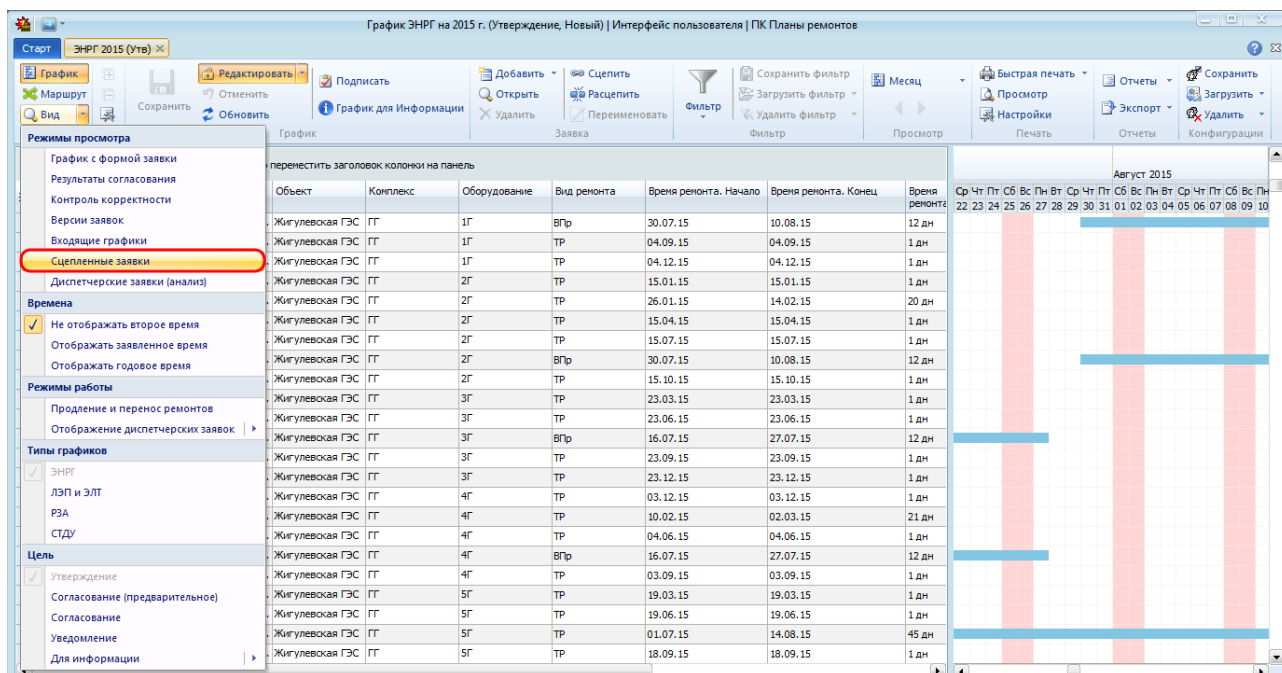 График ЭНРГ на 2015 г. (Утверждение, Новый) | Интерфейс пользователя | ПК Планы ремонтов
Старт ЭНРГ 2015 (Утв)
График Редактировать Подписать Добавить Сцепить Сохранить фильтр Месяц Быстрая печать Отчеты Сохранить
Маршрут Отменить Открыть Расцепить Загрузить фильтр Просмотр Загрузить
Вид Сохранить Обновить График для Информации Удалить Переименовать Фильтр Удалить фильтр Настройки Экспорт Удалить
График Заявка Фильтр Просмотр Печать Отчеты Конфигурации
Режимы просмотра
График с формой заявки
Результаты согласования
Контроль корректности
Версии заявок
Входящие графики
Сцепленные заявки
Диспетчерские заявки (анализ)
Времена
Не отображать второе время
Отображать заявленное время
Отображать годовое время
Режимы работы
Продление и перенос ремонтов
Отображение диспетчерских заявок
Типы графиков
ЭНРГ
ЛЭП и ЭЛТ
РЗА
СТДУ
Цель
Утверждение
Согласование (предварительное)
Согласование
Уведомление
Для информации
переместить заголовок колонки на панель
Объект Комплекс Оборудование Вид ремонта Время ремонта. Начало Время ремонта. Конец Время ремонта
Жигулевская ГЭС ГГ 1Г ВПр 30.07.15 10.08.15 12 дн
Жигулевская ГЭС ГГ 1Г ТР 04.09.15 04.09.15 1 дн
Жигулевская ГЭС ГГ 1Г ТР 04.12.15 04.12.15 1 дн
Жигулевская ГЭС ГГ 2Г ТР 15.01.15 15.01.15 1 дн
Жигулевская ГЭС ГГ 2Г ТР 26.01.15 14.02.15 20 дн
Жигулевская ГЭС ГГ 2Г ТР 15.04.15 15.04.15 1 дн
Жигулевская ГЭС ГГ 2Г ТР 15.07.15 15.07.15 1 дн
Жигулевская ГЭС ГГ 2Г ВПр 30.07.15 10.08.15 12 дн
Жигулевская ГЭС ГГ 2Г ТР 15.10.15 15.10.15 1 дн
Жигулевская ГЭС ГГ 3Г ТР 23.03.15 23.03.15 1 дн
Жигулевская ГЭС ГГ 3Г ТР 23.06.15 23.06.15 1 дн
Жигулевская ГЭС ГГ 3Г ВПр 16.07.15 27.07.15 12 дн
Жигулевская ГЭС ГГ 3Г ТР 23.09.15 23.09.15 1 дн
Жигулевская ГЭС ГГ 3Г ТР 23.12.15 23.12.15 1 дн
Жигулевская ГЭС ГГ 4Г ТР 03.12.15 03.12.15 1 дн
Жигулевская ГЭС ГГ 4Г ТР 10.02.15 02.03.15 21 дн
Жигулевская ГЭС ГГ 4Г ТР 04.06.15 04.06.15 1 дн
Жигулевская ГЭС ГГ 4Г ВПр 16.07.15 27.07.15 12 дн
Жигулевская ГЭС ГГ 4Г ТР 03.09.15 03.09.15 1 дн
Жигулевская ГЭС ГГ 5Г ТР 19.03.15 19.03.15 1 дн
Жигулевская ГЭС ГГ 5Г ТР 19.06.15 19.06.15 1 дн
Жигулевская ГЭС ГГ 5Г ТР 01.07.15 14.08.15 45 дн
Жигулевская ГЭС ГГ 5Г ТР 18.09.15 18.09.15 1 дн
Август 2015
Ср Чт Пт Сб Вс Пн Вт Ср Чт Пт Сб Вс Пн Вт Ср Чт Пт Сб Вс Пн
22 23 24 25 26 27 28 29 30 31 01 02 03 04 05 06 07 08 09 10